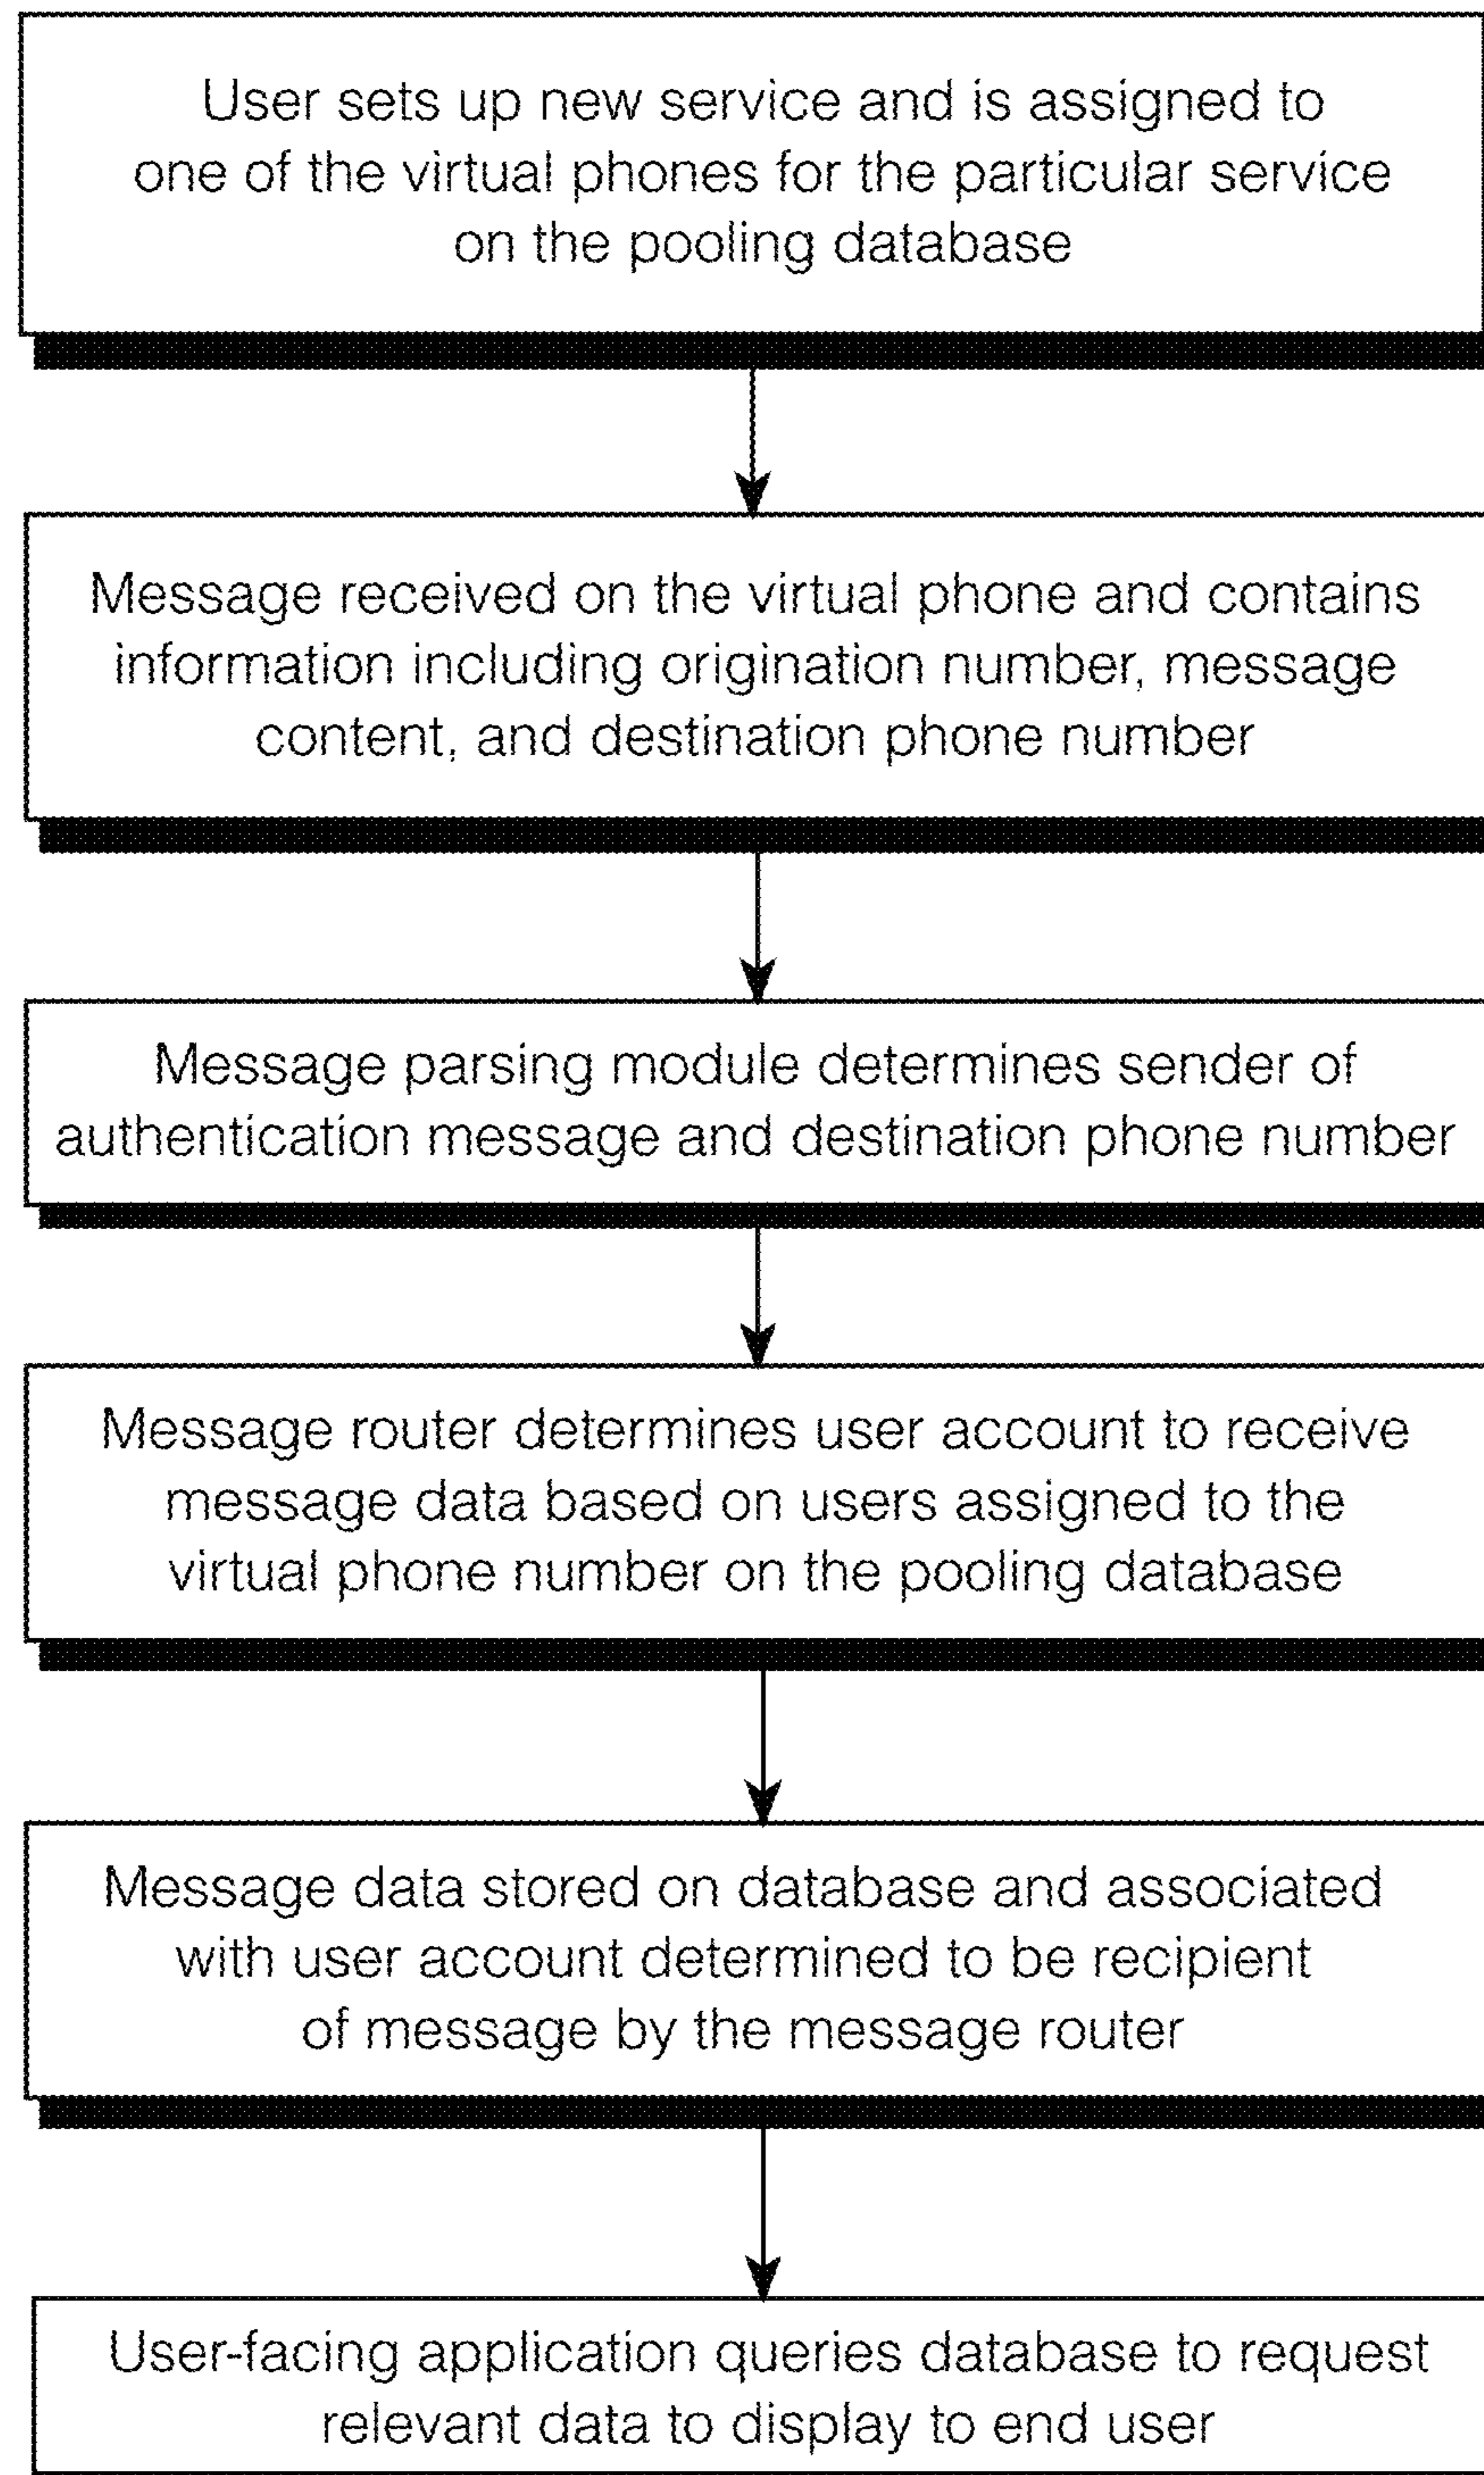 User sets up new service and is assigned to
one of the virtual phones for the particular service
on the pooling database
Message received on the virtual phone and contains
information including origination number, message
content, and destination phone number
Message parsing module determines sender of
authentication message and destination phone number
Message router determines user account to receive
message data based on users assigned to the
virtual phone number on the pooling database
Message data stored on database and associated
with user account determined to be recipient
of message by the message router
User-facing application queries database to request
relevant data to display to end user